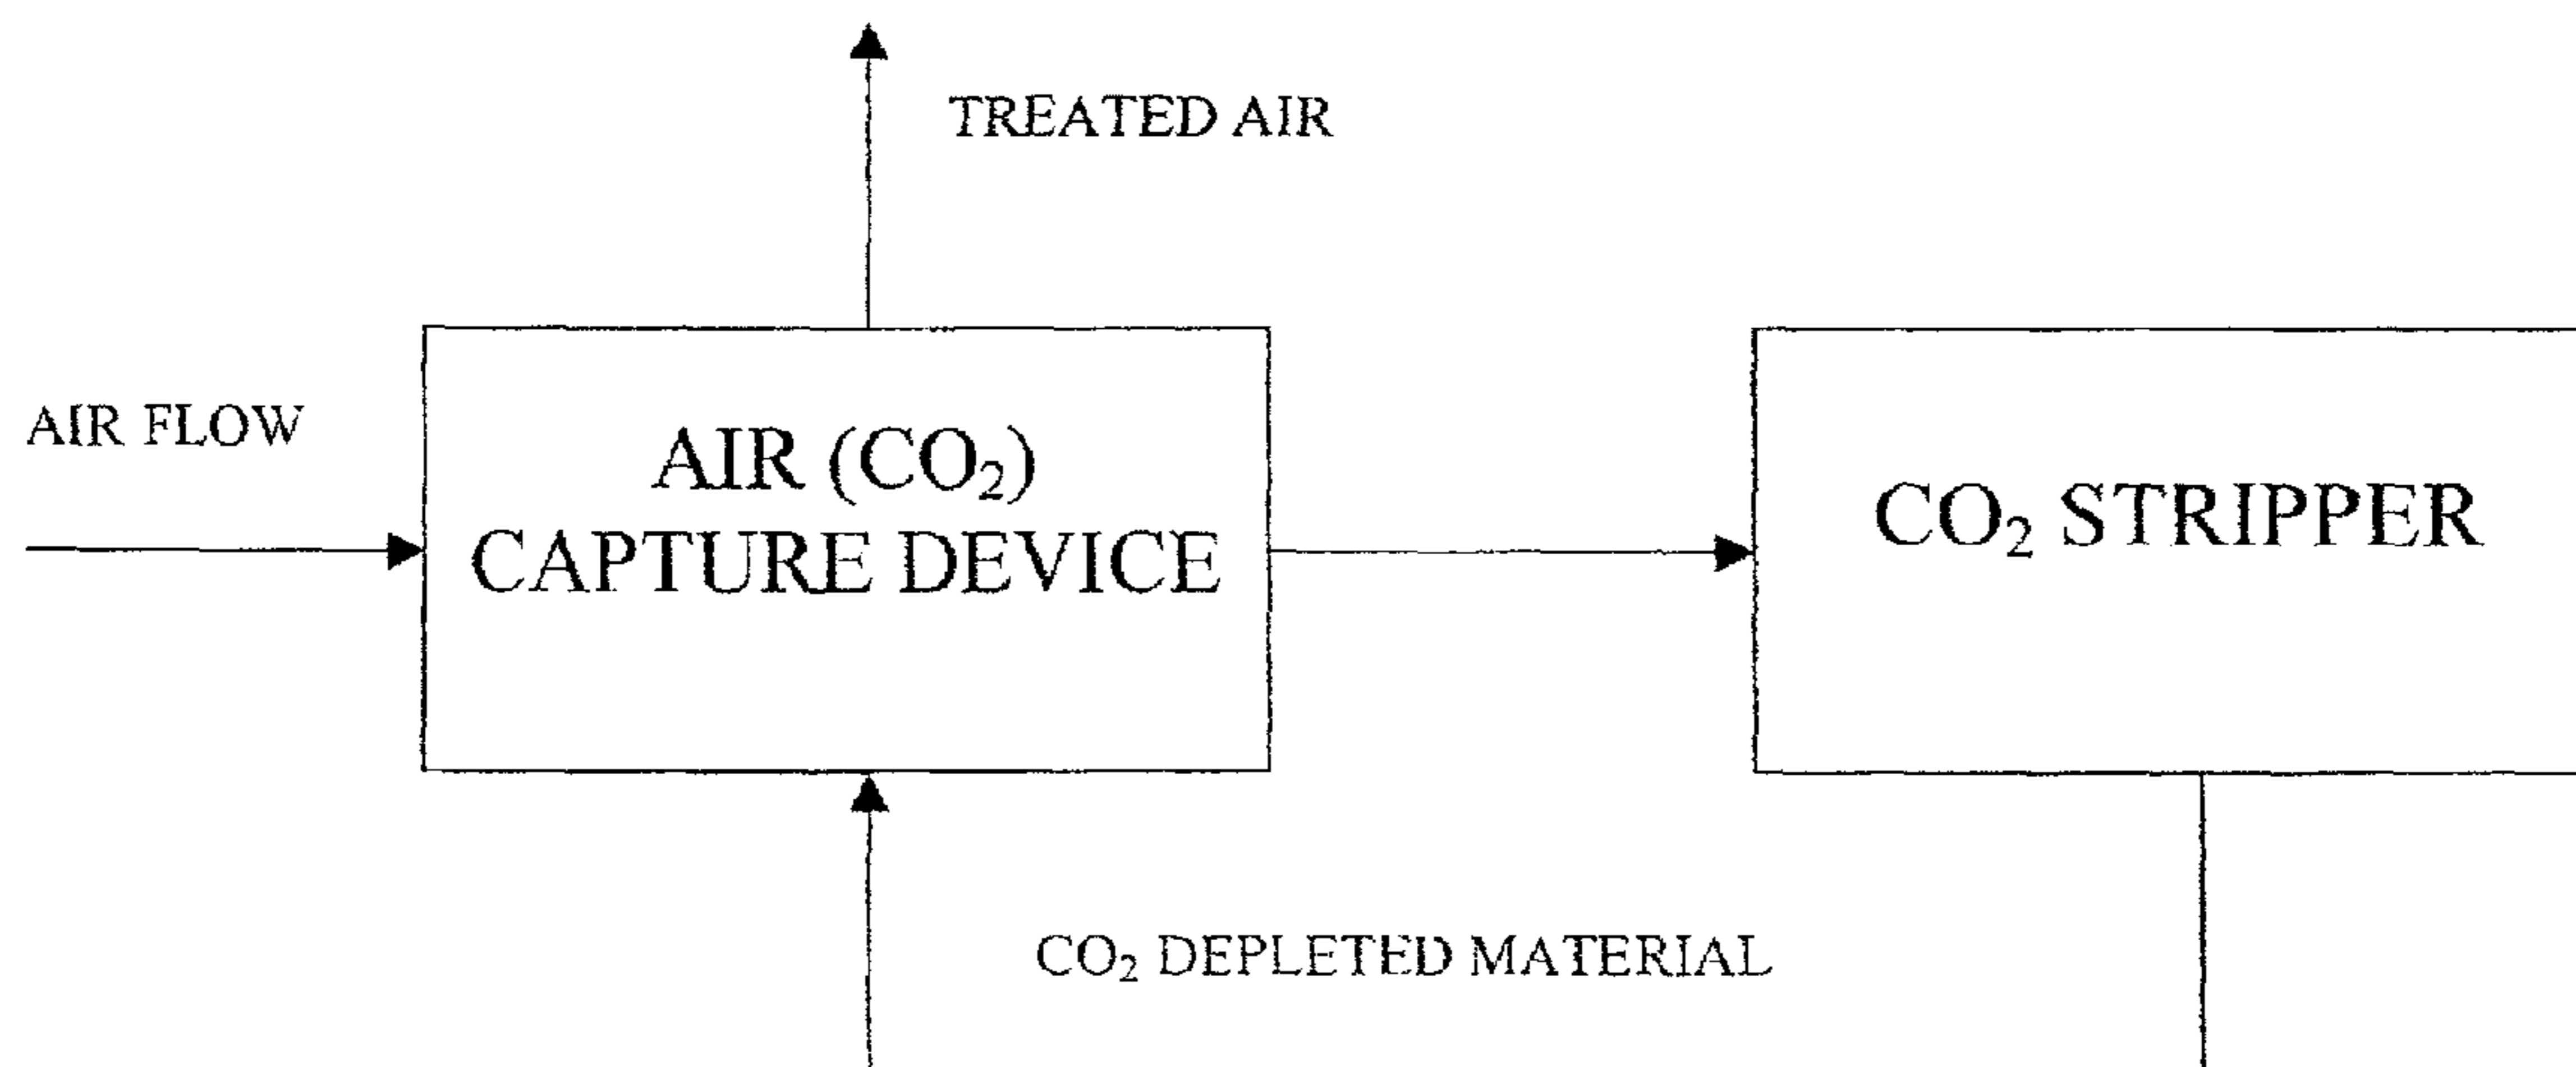 TREATED AIR
AIR FLOW
AIR (CO₂)
CAPTURE DEVICE
CO₂ STRIPPER
CO₂ DEPLETED MATERIAL